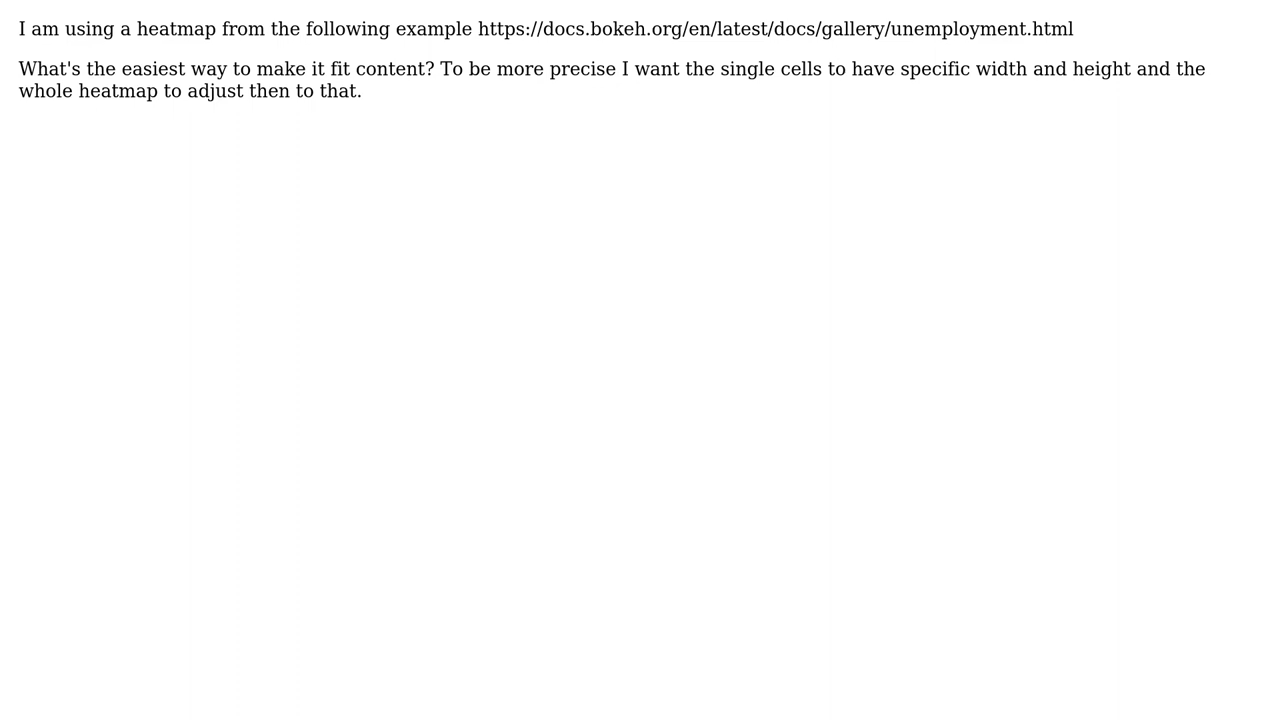 I am using a heatmap from the following example https://docs.bokeh.org/en/latest/docs/gallery/unemployment.html
What's the easiest way to make it fit content? To be more precise I want the single cells to have specific width and height and the
whole heatmap to adjust then to that.